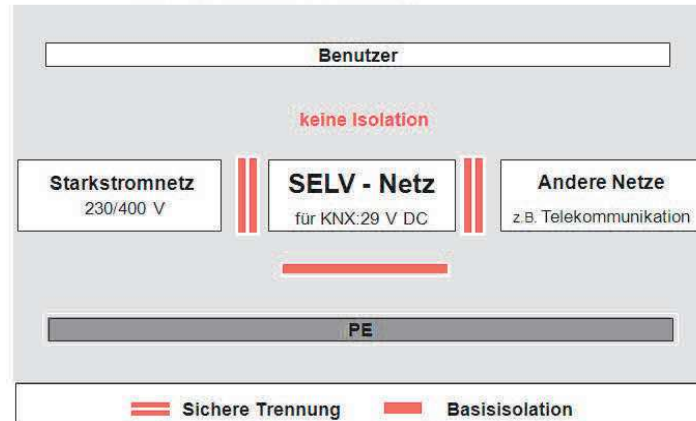 Benutzer
keine Isolation
Starkstromnetz
230/400 V
SELV - Netz
für KNX:29 V DC
Andere Netze
z.B. Telekommunikation
PE
Sichere Trennung
Basisisolation